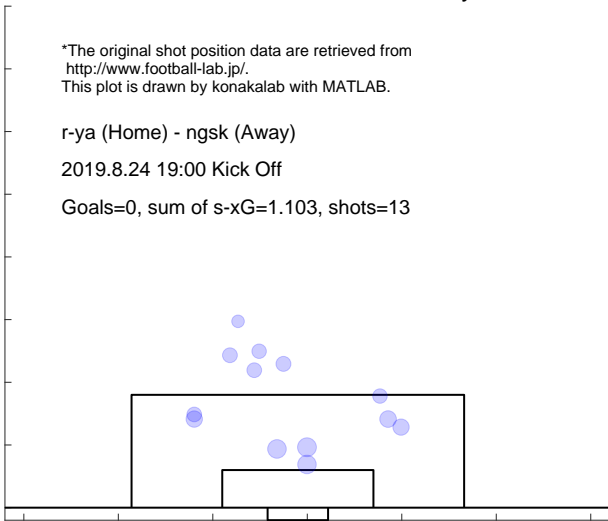 *The original shot position data are retrieved from
http://www.football-lab.jp/.
This plot is drawn by konakalab with MATLAB.
r-ya (Home) - ngsk (Away)
2019.8.24 19:00 Kick Off
Goals=0, sum of s-xG=1.103, shots=13